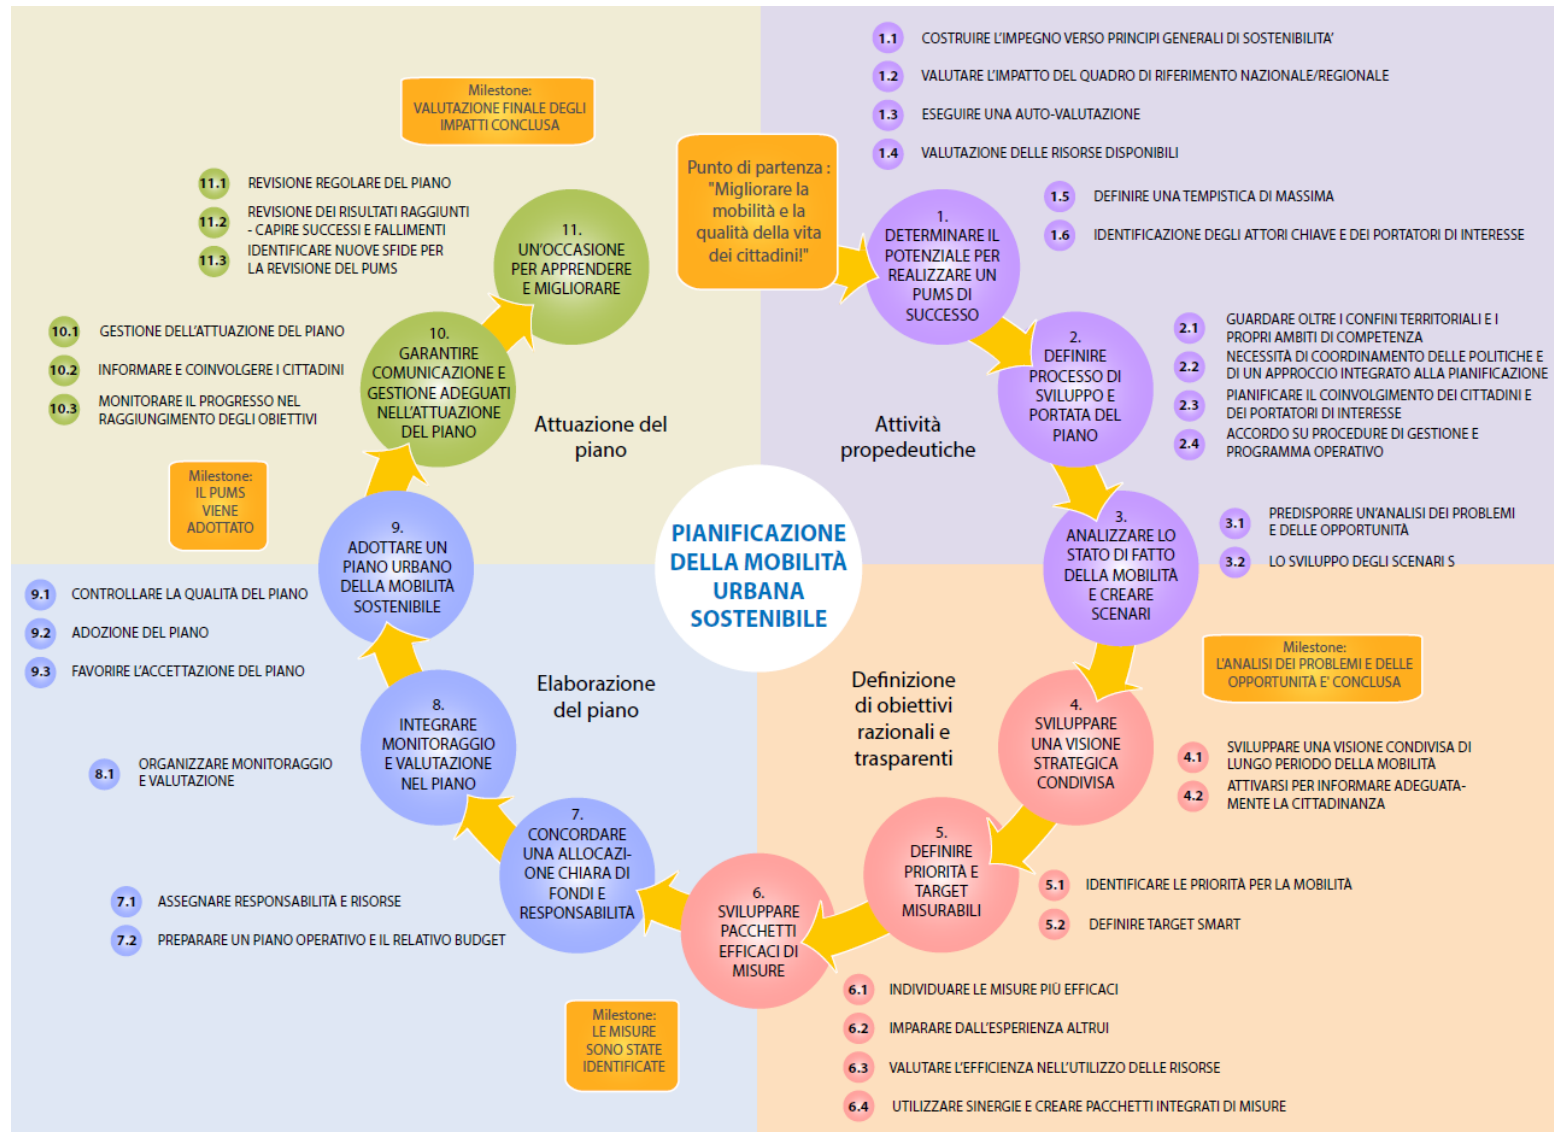 Punto di partenza :
"Migliorare la
mobilità e la
qualità della vita
dei cittadini!"
1.
DETERMINARE IL
POTENZIALE PER
REALIZZARE UN
PUMS DI
SUCCESSO
1.1 COSTRUIRE L'IMPEGNO VERSO PRINCIPI GENERALI DI SOSTENIBILITA'
1.2 VALUTARE L'IMPATTO DEL QUADRO DI RIFERIMENTO NAZIONALE/REGIONALE
1.3 ESEGUIRE UNA AUTO-VALUTAZIONE
1.4 VALUTAZIONE DELLE RISORSE DISPONIBILI
1.5 DEFINIRE UNA TEMPISTICA DI MASSIMA
1.6 IDENTIFICAZIONE DEGLI ATTORI CHIAVE E DEI PORTATORI DI INTERESSE
2.
DEFINIRE
PROCESSO DI
SVILUPPO E
PORTATA DEL
PIANO
2.1 GUARDARE OLTRE I CONFINI TERRITORIALI E I
PROPRI AMBITI DI COMPETENZA
2.2 NECESSITÀ DI COORDINAMENTO DELLE POLITICHE E
DI UN APPROCCIO INTEGRATO ALLA PIANIFICAZIONE
2.3 PIANIFICARE IL COINVOLGIMENTO DEI CITTADINI E
DEI PORTATORI DI INTERESSE
2.4 ACCORDO SU PROCEDURE DI GESTIONE E
PROGRAMMA OPERATIVO
Attività
propedeutiche
3.
ANALIZZARE LO
STATO DI FATTO
DELLA MOBILITÀ
E CREARE
SCENARI
3.1 PREDISPORRE UN'ANALISI DEI PROBLEMI
E DELLE OPPORTUNITÀ
3.2 LO SVILUPPO DEGLI SCENARI S
Milestone:
L'ANALISI DEI PROBLEMI E DELLE
OPPORTUNITÀ E' CONCLUSA
PIANIFICAZIONE
DELLA MOBILITÀ
URBANA
SOSTENIBILE
Definizione
di obiettivi
razionali e
trasparenti
4.
SVILUPPARE
UNA VISIONE
STRATEGICA
CONDIVISA
4.1 SVILUPPARE UNA VISIONE CONDIVISA DI
LUNGO PERIODO DELLA MOBILITÀ
4.2 ATTIVARSI PER INFORMARE ADEGUATA-
MENTE LA CITTADINANZA
5.
DEFINIRE
PRIORITÀ E
TARGET
MISURABILI
5.1 IDENTIFICARE LE PRIORITÀ PER LA MOBILITÀ
5.2 DEFINIRE TARGET SMART
6.
SVILUPPARE
PACCHETTI
EFFICACI DI
MISURE
6.1 INDIVIDUARE LE MISURE PIÙ EFFICACI
6.2 IMPARARE DALL'ESPERIENZA ALTRUI
6.3 VALUTARE L'EFFICIENZA NELL'UTILIZZO DELLE RISORSE
6.4 UTILIZZARE SINERGIE E CREARE PACCHETTI INTEGRATI DI MISURE
Milestone:
LE MISURE
SONO STATE
IDENTIFICATE
7.
CONCORDARE
UNA ALLOCAZI-
ONE CHIARA DI
FONDI E
RESPONSABILITÀ
7.1 ASSEGNARE RESPONSABILITÀ E RISORSE
7.2 PREPARARE UN PIANO OPERATIVO E IL RELATIVO BUDGET
Elaborazione
del piano
8.
INTEGRARE
MONITORAGGIO
E VALUTAZIONE
NEL PIANO
8.1 ORGANIZZARE MONITORAGGIO
E VALUTAZIONE
9.
ADOTTARE UN
PIANO URBANO
DELLA MOBILITÀ
SOSTENIBILE
9.1 CONTROLLARE LA QUALITÀ DEL PIANO
9.2 ADOZIONE DEL PIANO
9.3 FAVORIRE L'ACCETTAZIONE DEL PIANO
Milestone:
IL PUMS
VIENE
ADOTTATO
Attuazione del
piano
10.
GARANTIRE
COMUNICAZIONE E
GESTIONE ADEGUATI
NELL'ATTUAZIONE
DEL PIANO
10.1 GESTIONE DELL'ATTUAZIONE DEL PIANO
10.2 INFORMARE E COINVOLGERE I CITTADINI
10.3 MONITORARE IL PROGRESSO NEL
RAGGIUNGIMENTO DEGLI OBIETTIVI
11.
UN'OCCASIONE
PER APPRENDERE
E MIGLIORARE
11.1 REVISIONE REGOLARE DEL PIANO
11.2 REVISIONE DEI RISULTATI RAGGIUNTI
- CAPIRE SUCCESSI E FALLIMENTI
11.3 IDENTIFICARE NUOVE SFIDE PER
LA REVISIONE DEL PUMS
Milestone:
VALUTAZIONE FINALE DEGLI
IMPATTI CONCLUSA